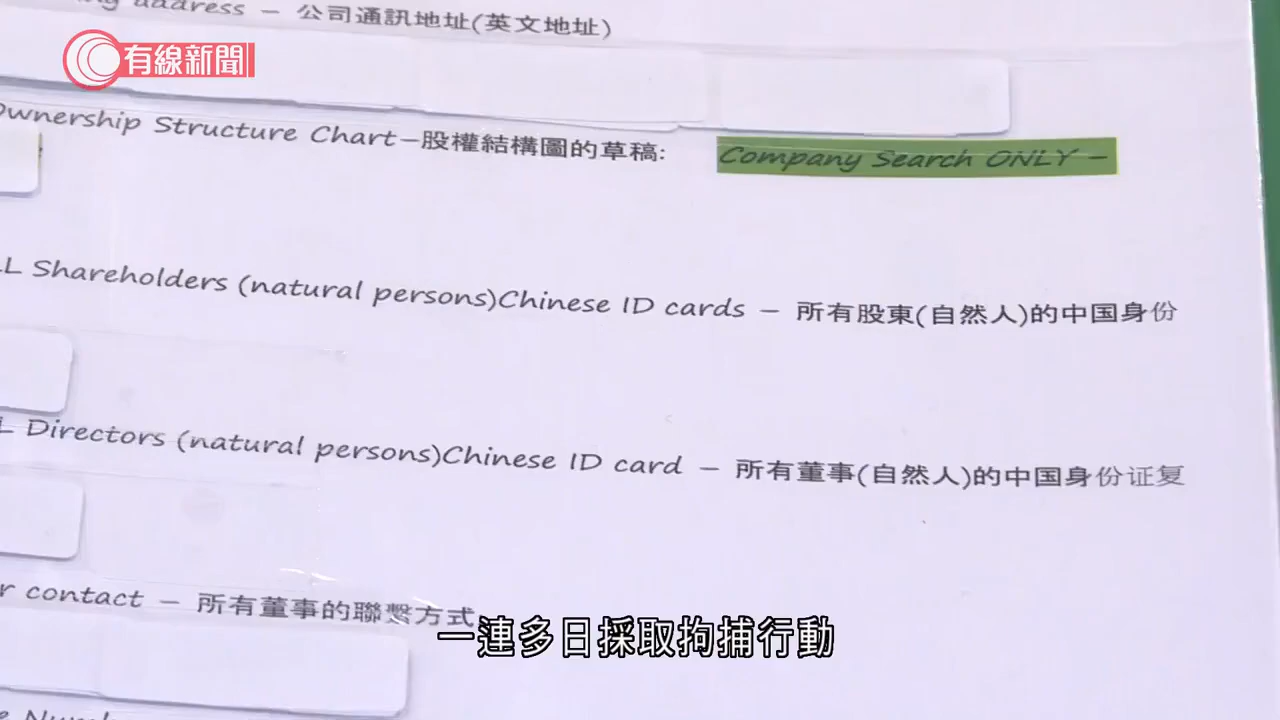 address – 公司通訊地址(英文地址)
有線新聞
Ownership Structure Chart–股權結構圖的草稿: Company Search ONLY –
LL Shareholders (natural persons)Chinese ID cards – 所有股東(自然人)的中国身份
L Directors (natural persons)Chinese ID card – 所有董事(自然人)的中国身份证复
r contact – 所有董事的聯繫方式
一連多日採取拘捕行動